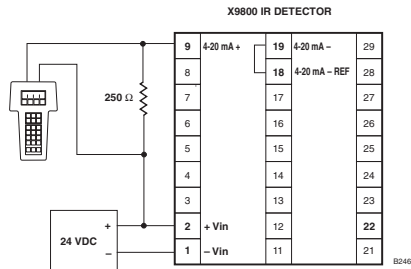 X9800 IR DETECTOR
9 4-20 mA + 19 4-20 mA – 29
8 18 4-20 mA – REF 28
7 17 27
250 Ω
6 16 26
5 15 25
4 14 24
3 13 23
+ 2 + Vin 12 22
24 VDC
– 1 – Vin 11 21
B2460